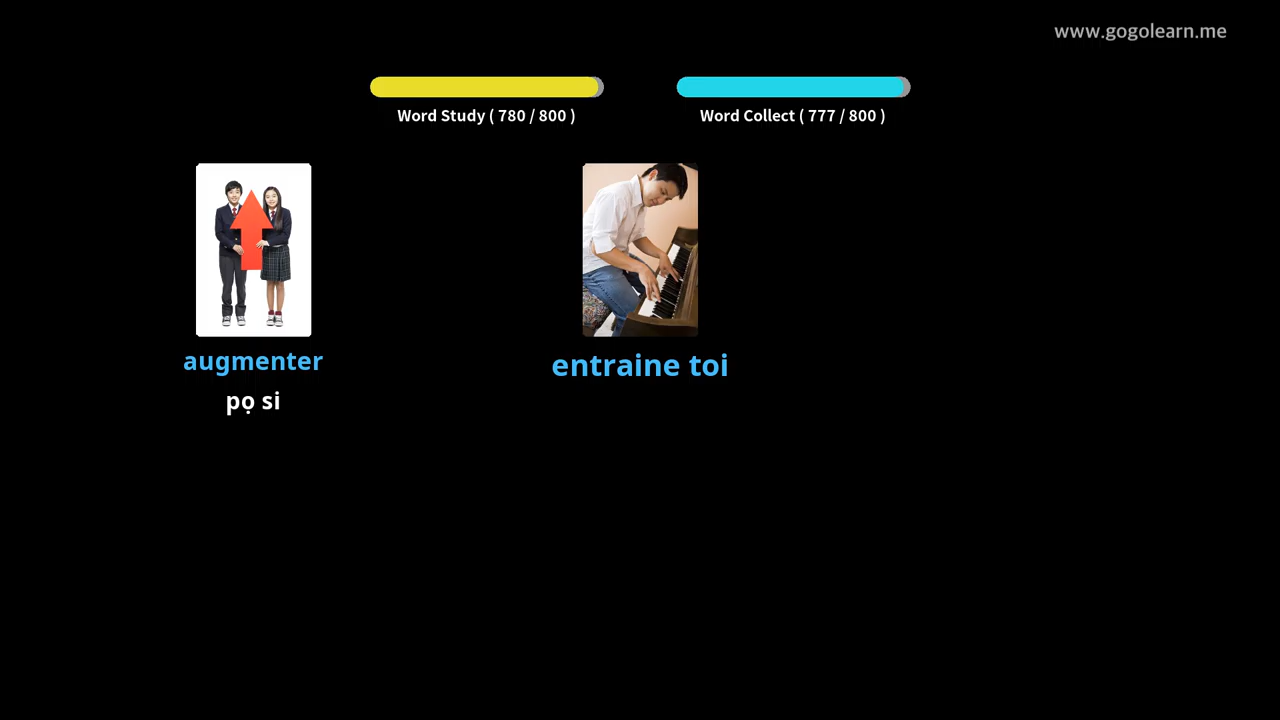 www.gogolearn.me
Word Study ( 780 / 800 )
Word Collect ( 777 / 800 )
augmenter
entraine toi
pọ si